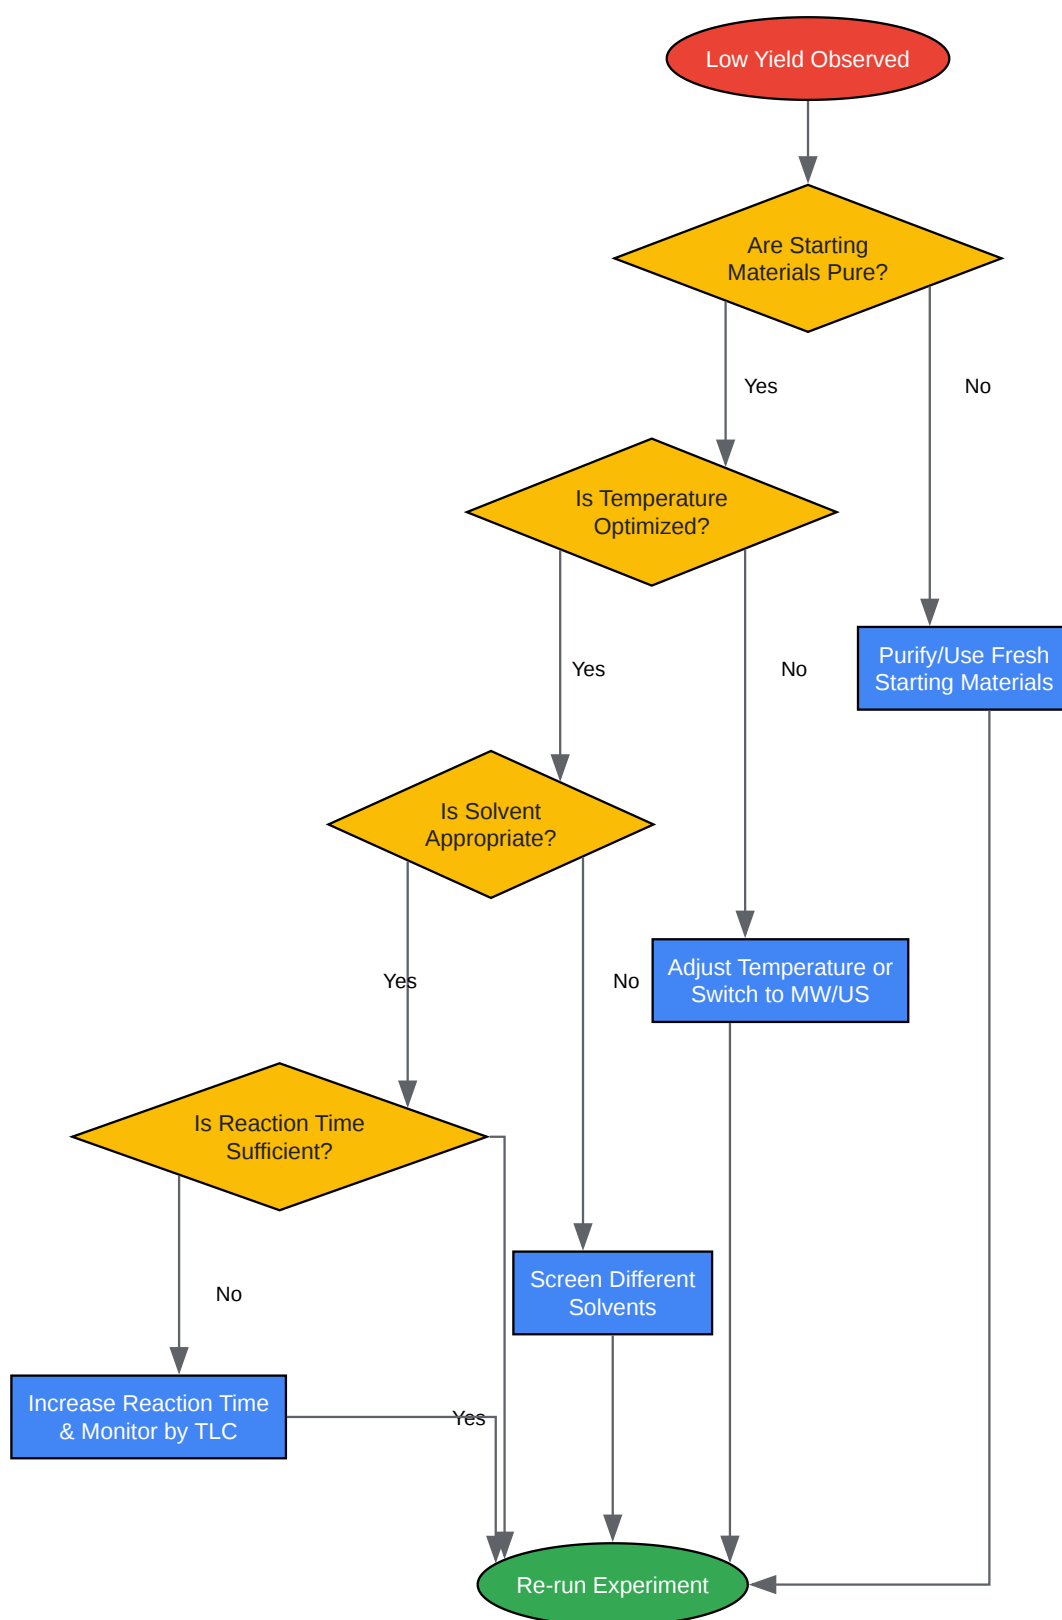 Low Yield Observed
Are Starting
Materials Pure?
Yes
No
Is Temperature
Optimized?
Yes
No
Purify/Use Fresh
Starting Materials
Is Solvent
Appropriate?
Yes
No
Adjust Temperature or
Switch to MW/US
Is Reaction Time
Sufficient?
No
Screen Different
Solvents
Increase Reaction Time
& Monitor by TLC
Yes
Re-run Experiment